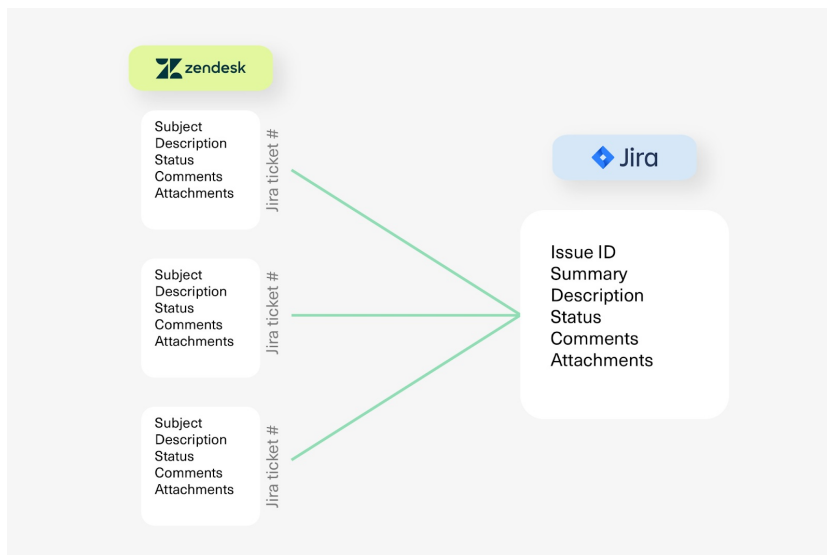 zendesk
Subject
Description
Status
Comments
Attachments
Jira ticket #
Jira
Issue ID
Summary
Description
Status
Comments
Attachments
Subject
Description
Status
Comments
Attachments
Jira ticket #
Subject
Description
Status
Comments
Attachments
Jira ticket #